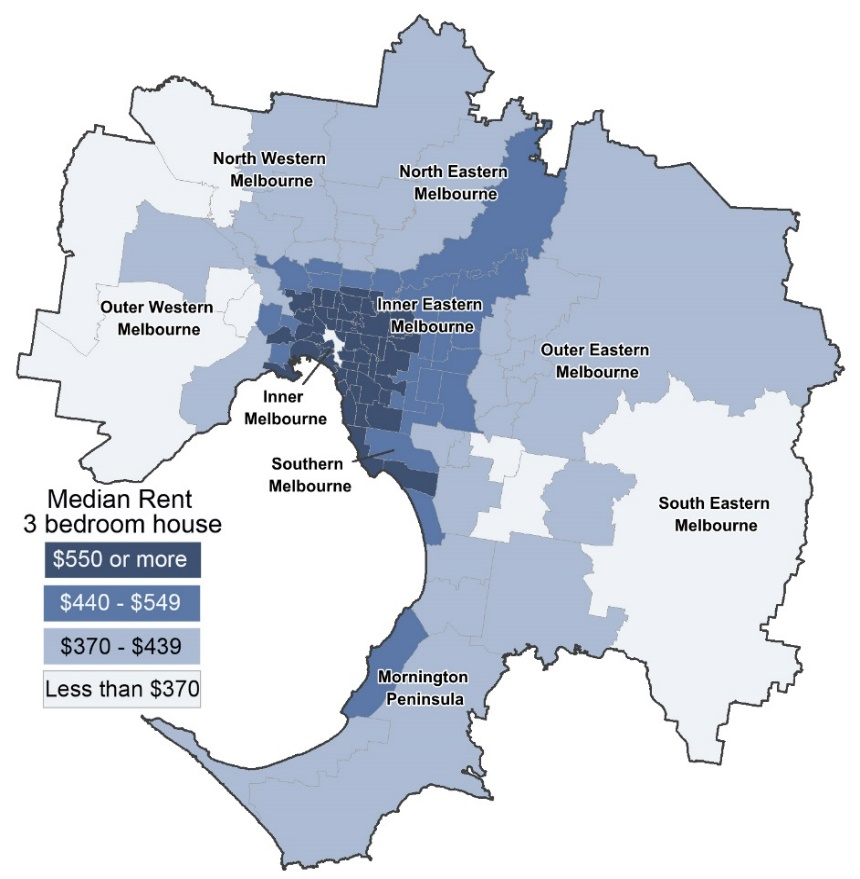 North Western
Melbourne
North Eastern
Melbourne
Outer Western
Melbourne
Inner Eastern
Melbourne
Outer Eastern
Melbourne
Inner
Melbourne
Southern
Melbourne
South Eastern
Melbourne
Mornington
Peninsula
Median Rent
3 bedroom house
$550 or more
$440 - $549
$370 - $439
Less than $370